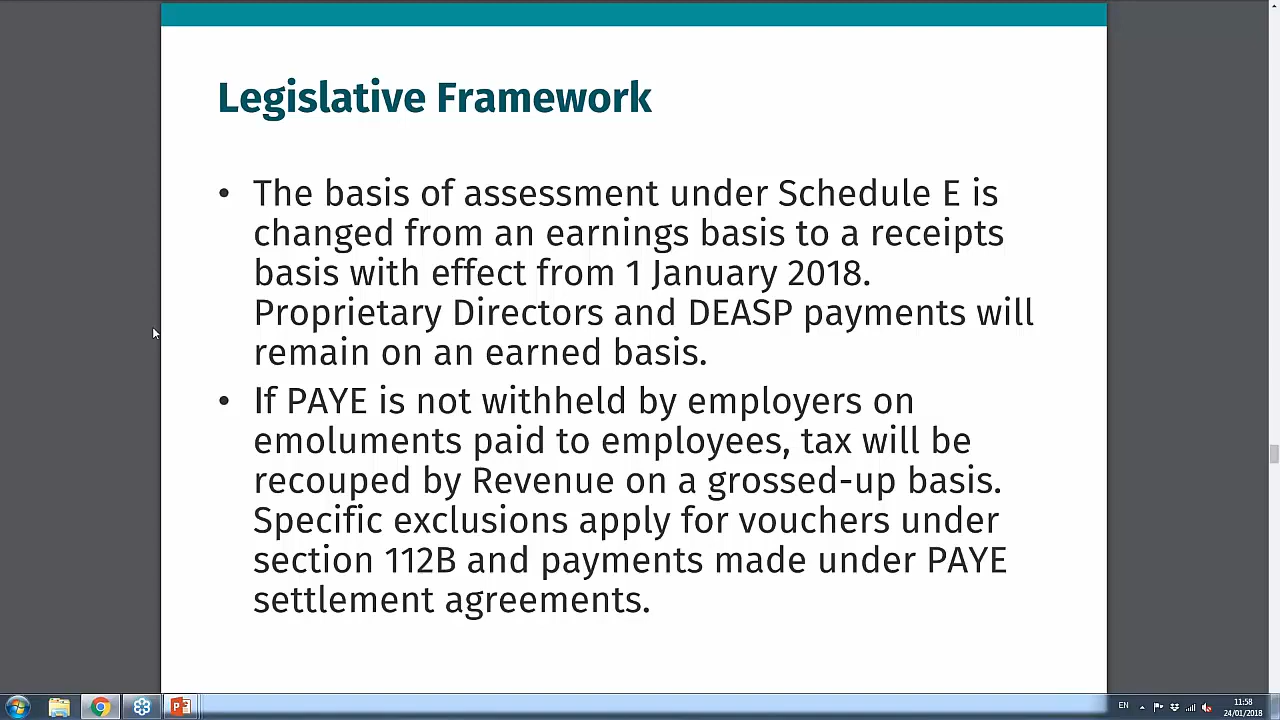 Legislative Framework
• The basis of assessment under Schedule E is
changed from an earnings basis to a receipts
basis with effect from 1 January 2018.
Proprietary Directors and DEASP payments will
remain on an earned basis.
• If PAYE is not withheld by employers on
emoluments paid to employees, tax will be
recouped by Revenue on a grossed-up basis.
Specific exclusions apply for vouchers under
section 112B and payments made under PAYE
settlement agreements.
EN
11:58
24/01/2018